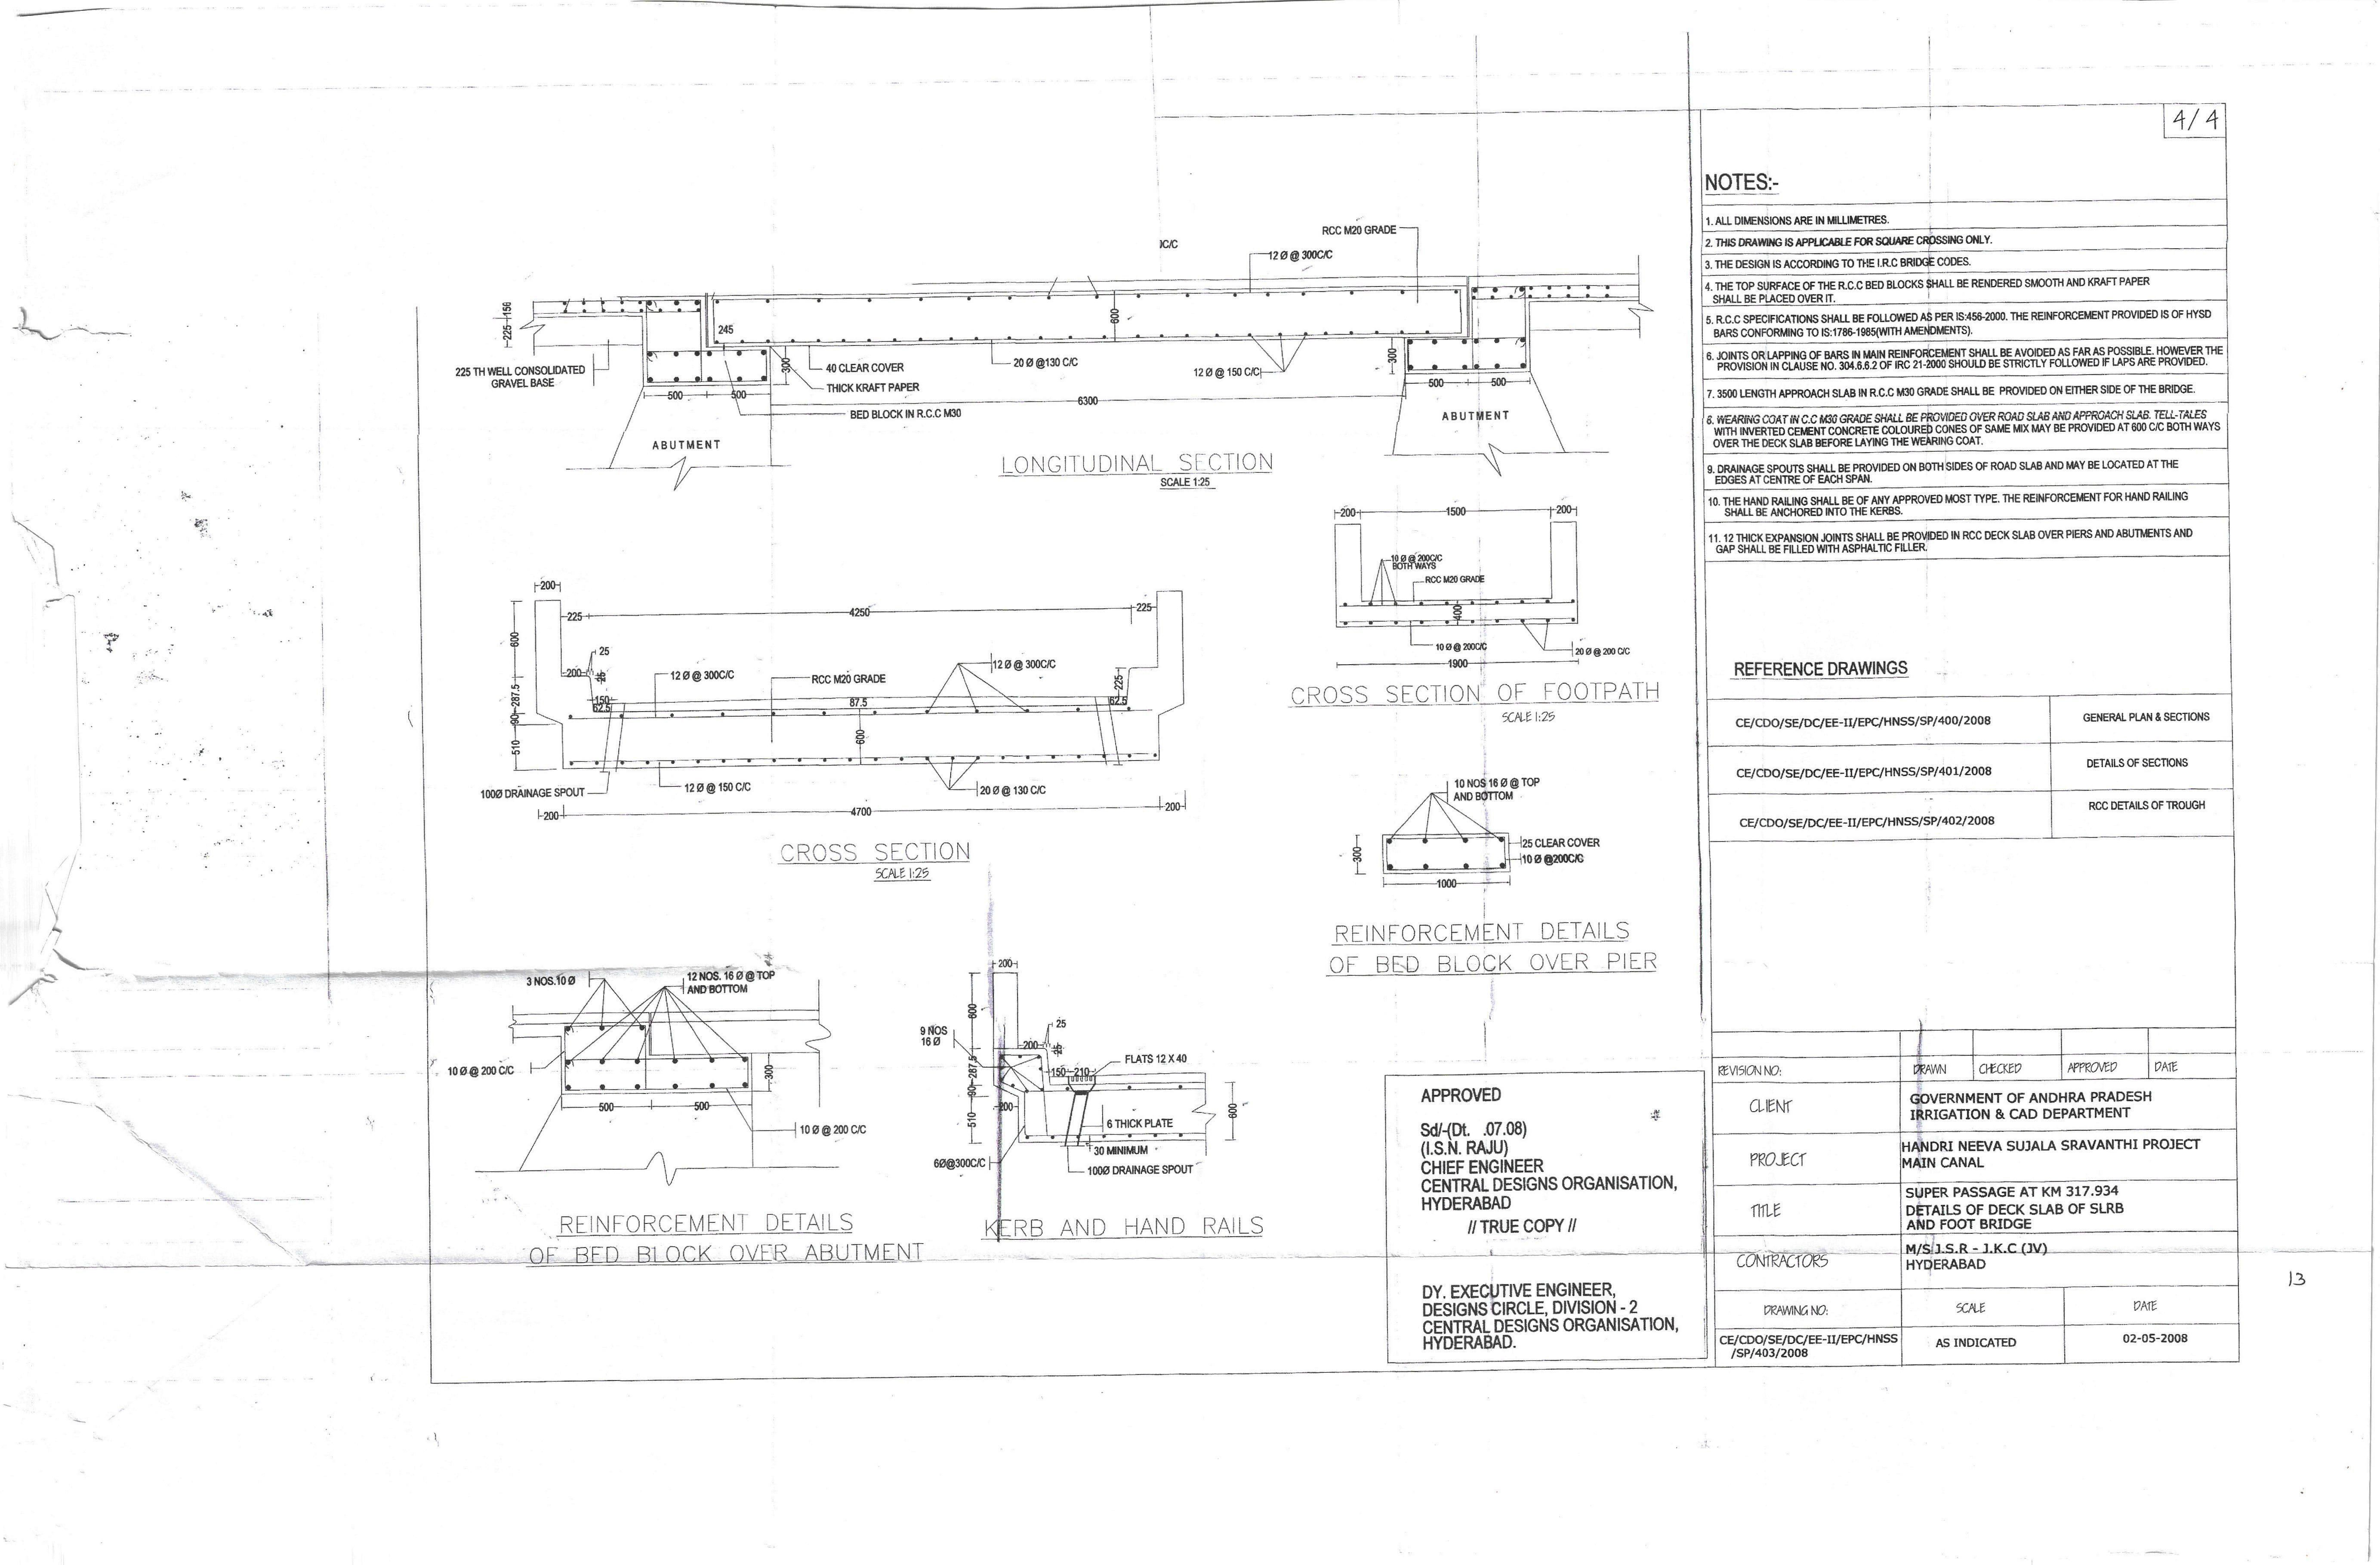 4/4
NOTES:-
1. ALL DIMENSIONS ARE IN MILLIMETRES.
2. THIS DRAWING IS APPLICABLE FOR SQUARE CROSSING ONLY.
3. THE DESIGN IS ACCORDING TO THE I.R.C BRIDGE CODES.
4. THE TOP SURFACE OF THE R.C.C BED BLOCKS SHALL BE RENDERED SMOOTH AND KRAFT PAPER
SHALL BE PLACED OVER IT.
5. R.C.C SPECIFICATIONS SHALL BE FOLLOWED AS PER IS:456-2000. THE REINFORCEMENT PROVIDED IS OF HYSD
BARS CONFORMING TO IS:1786-1985(WITH AMENDMENTS).
6. JOINTS OR LAPPING OF BARS IN MAIN REINFORCEMENT SHALL BE AVOIDED AS FAR AS POSSIBLE. HOWEVER THE
PROVISION IN CLAUSE NO. 304.6.6.2 OF IRC 21-2000 SHOULD BE STRICTLY FOLLOWED IF LAPS ARE PROVIDED.
7. 3500 LENGTH APPROACH SLAB IN R.C.C M30 GRADE SHALL BE PROVIDED ON EITHER SIDE OF THE BRIDGE.
8. WEARING COAT IN C.C M30 GRADE SHALL BE PROVIDED OVER ROAD SLAB AND APPROACH SLAB. TELL-TALES
WITH INVERTED CEMENT CONCRETE COLOURED CONES OF SAME MIX MAY BE PROVIDED AT 600 C/C BOTH WAYS
OVER THE DECK SLAB BEFORE LAYING THE WEARING COAT.
9. DRAINAGE SPOUTS SHALL BE PROVIDED ON BOTH SIDES OF ROAD SLAB AND MAY BE LOCATED AT THE
EDGES AT CENTRE OF EACH SPAN.
10. THE HAND RAILING SHALL BE OF ANY APPROVED MOST TYPE. THE REINFORCEMENT FOR HAND RAILING
SHALL BE ANCHORED INTO THE KERBS.
11. 12 THICK EXPANSION JOINTS SHALL BE PROVIDED IN RCC DECK SLAB OVER PIERS AND ABUTMENTS AND
GAP SHALL BE FILLED WITH ASPHALTIC FILLER.
C/C
RCC M20 GRADE
12 Ø @ 300C/C
156
225
245
600
300
300
225 TH WELL CONSOLIDATED
GRAVEL BASE
40 CLEAR COVER
THICK KRAFT PAPER
20 Ø @130 C/C
12 Ø @ 150 C/C
500
500
500
500
6300
BED BLOCK IN R.C.C M30
ABUTMENT
ABUTMENT
LONGITUDINAL SECTION
SCALE 1:25
200
1500
200
10 Ø @ 200C/C
BOTH WAYS
RCC M20 GRADE
400
10 Ø @ 200C/C
20 Ø @ 200 C/C
1900
CROSS SECTION OF FOOTPATH
SCALE 1:25
200
225
4250
225
600
25
200
25
12 Ø @ 300C/C
RCC M20 GRADE
12 Ø @ 300C/C
225
287.5
150
62.5
87.5
62.5
90
510
600
100Ø DRAINAGE SPOUT
12 Ø @ 150 C/C
20 Ø @ 130 C/C
200
4700
200
CROSS SECTION
SCALE 1:25
10 NOS 16 Ø @ TOP
AND BOTTOM
300
25 CLEAR COVER
10 Ø @200C/C
1000
REINFORCEMENT DETAILS
OF BED BLOCK OVER PIER
3 NOS.10 Ø
12 NOS. 16 Ø @ TOP
AND BOTTOM
10 Ø @ 200 C/C
300
500
500
10 Ø @ 200 C/C
REINFORCEMENT DETAILS
OF BED BLOCK OVER ABUTMENT
200
600
9 NOS
16 Ø
25
200
25
FLATS 12 X 40
287.5
150
210
90
200
510
600
6 THICK PLATE
30 MINIMUM
6Ø@300C/C
100Ø DRAINAGE SPOUT
KERB AND HAND RAILS
REFERENCE DRAWINGS
CE/CDO/SE/DC/EE-II/EPC/HNSS/SP/400/2008
GENERAL PLAN & SECTIONS
CE/CDO/SE/DC/EE-II/EPC/HNSS/SP/401/2008
DETAILS OF SECTIONS
CE/CDO/SE/DC/EE-II/EPC/HNSS/SP/402/2008
RCC DETAILS OF TROUGH
APPROVED
Sd/-(Dt. .07.08)
(I.S.N. RAJU)
CHIEF ENGINEER
CENTRAL DESIGNS ORGANISATION,
HYDERABAD
// TRUE COPY //
DY. EXECUTIVE ENGINEER,
DESIGNS CIRCLE, DIVISION - 2
CENTRAL DESIGNS ORGANISATION,
HYDERABAD.
REVISION NO:
DRAWN
CHECKED
APPROVED
DATE
CLIENT
GOVERNMENT OF ANDHRA PRADESH
IRRIGATION & CAD DEPARTMENT
PROJECT
HANDRI NEEVA SUJALA SRAVANTHI PROJECT
MAIN CANAL
TITLE
SUPER PASSAGE AT KM 317.934
DETAILS OF DECK SLAB OF SLRB
AND FOOT BRIDGE
CONTRACTORS
M/S J.S.R - J.K.C (JV)
HYDERABAD
DRAWING NO:
SCALE
DATE
CE/CDO/SE/DC/EE-II/EPC/HNSS
/SP/403/2008
AS INDICATED
02-05-2008
13